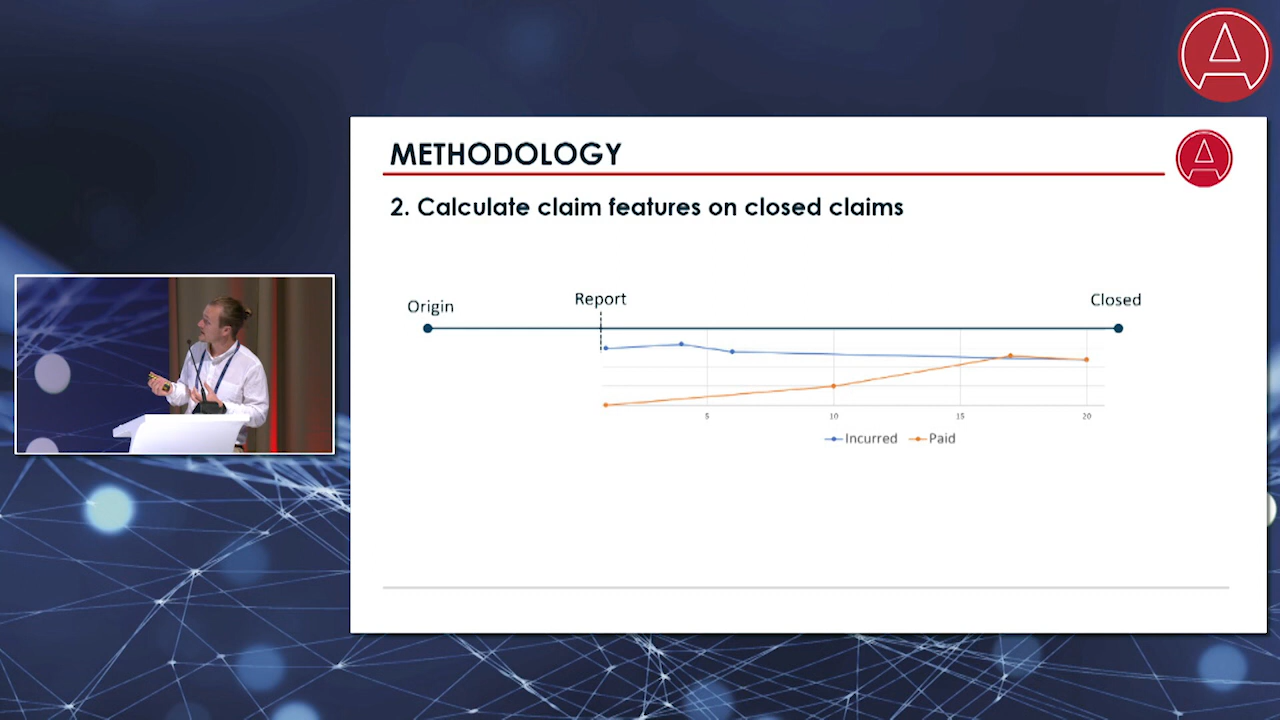 METHODOLOGY
2. Calculate claim features on closed claims
Origin
Report
Closed
5
10
15
20
Incurred
Paid